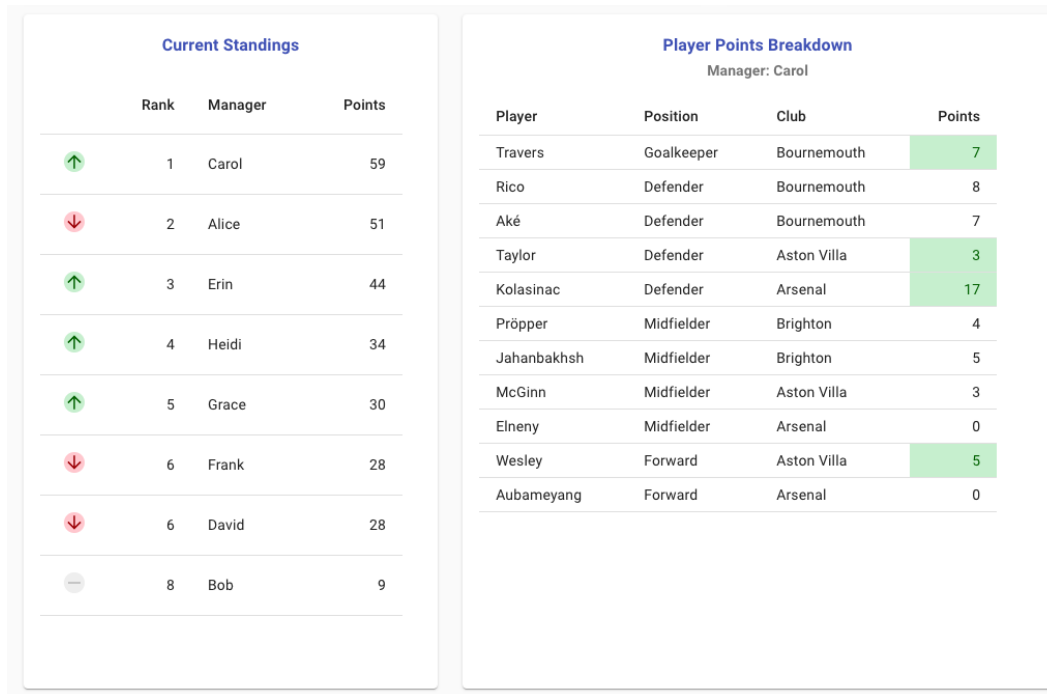 Current Standings
Rank Manager Points
1 Carol 59
2 Alice 51
3 Erin 44
4 Heidi 34
5 Grace 30
6 Frank 28
6 David 28
8 Bob 9
Player Points Breakdown
Manager: Carol
Player Position Club Points
Travers Goalkeeper Bournemouth 7
Rico Defender Bournemouth 8
Aké Defender Bournemouth 7
Taylor Defender Aston Villa 3
Kolasinac Defender Arsenal 17
Pröpper Midfielder Brighton 4
Jahanbakhsh Midfielder Brighton 5
McGinn Midfielder Aston Villa 3
Elneny Midfielder Arsenal 0
Wesley Forward Aston Villa 5
Aubameyang Forward Arsenal 0